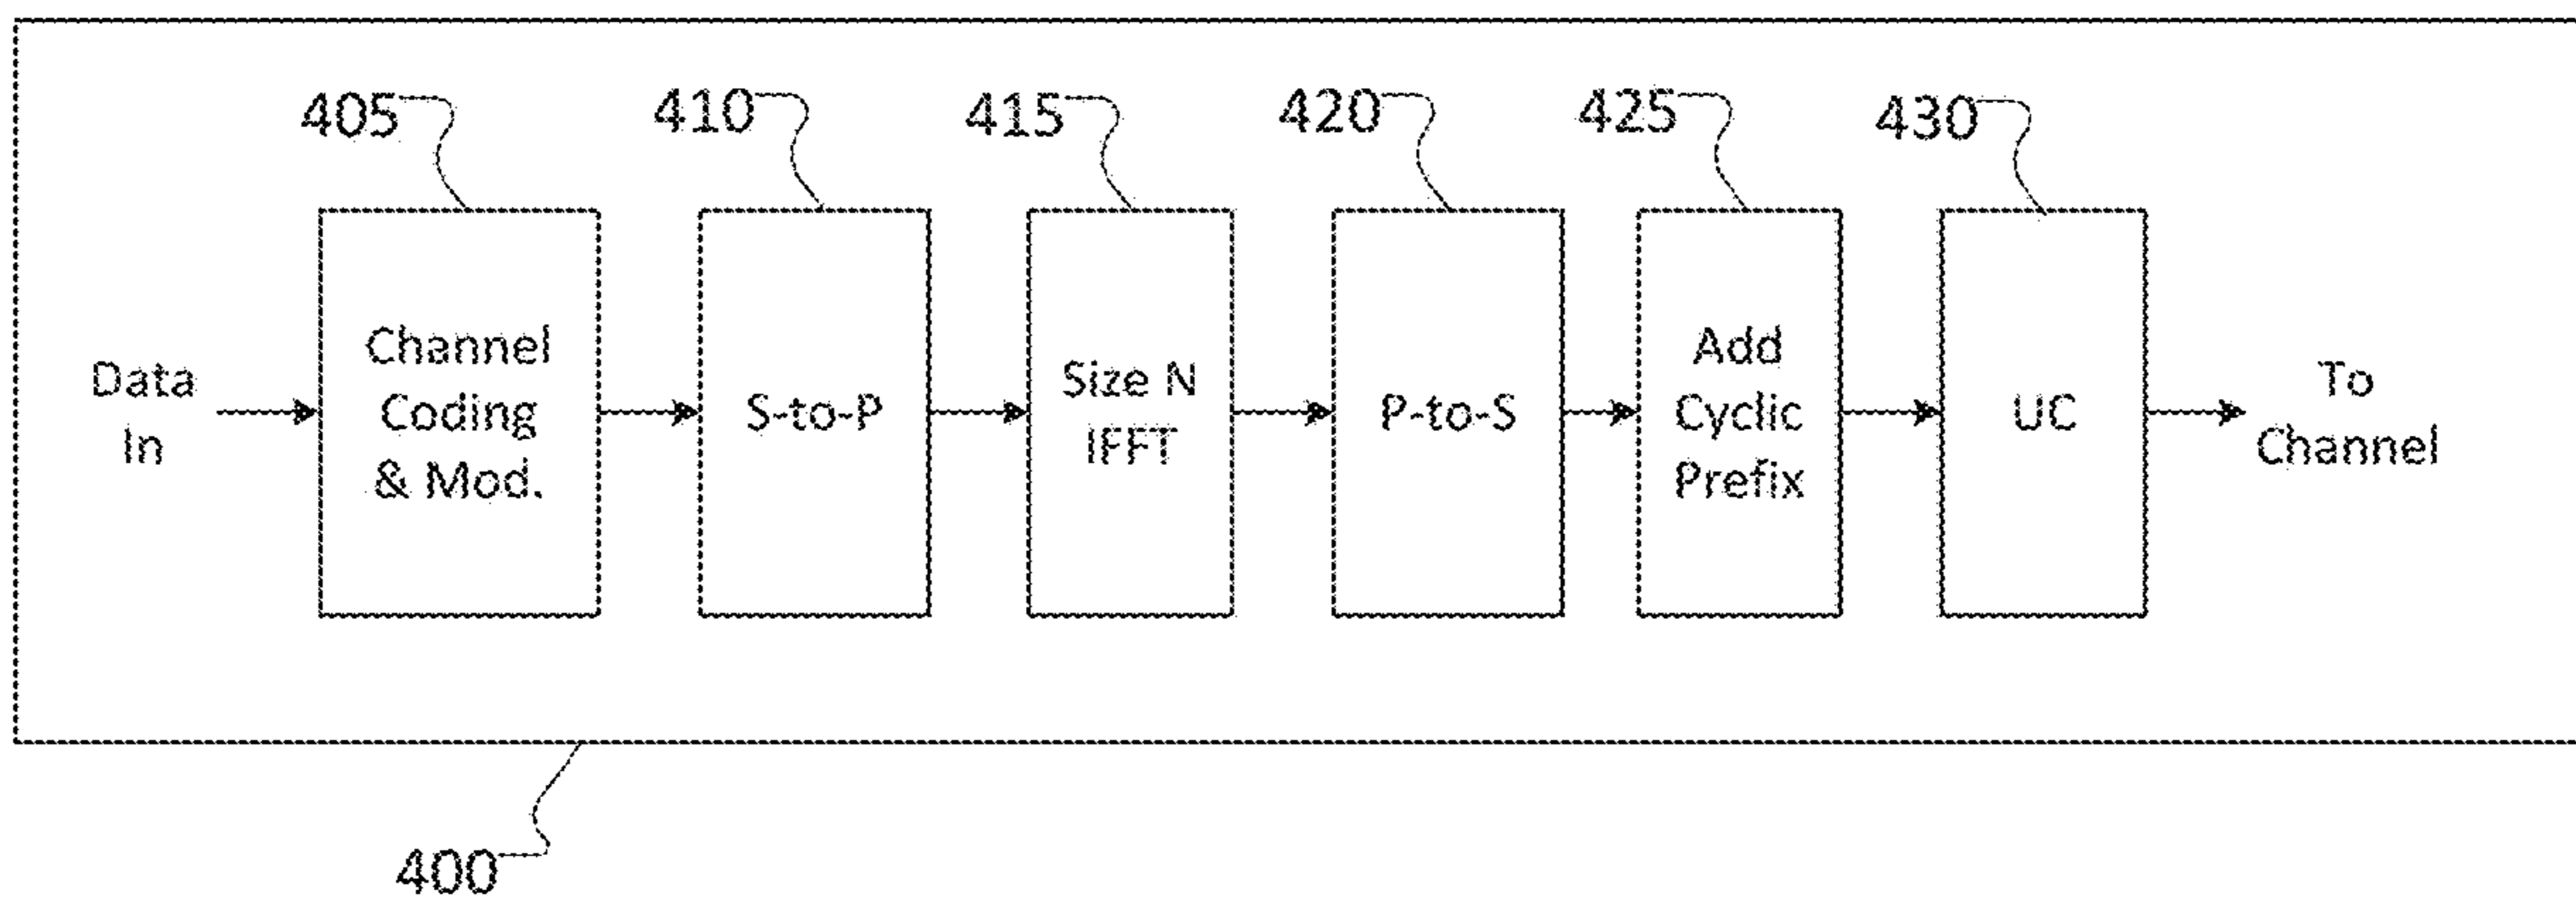 405
410
415
420
425
430
Data
In
Channel
Coding
& Mod.
S-to-P
Size N
IFFT
P-to-S
Add
Cyclic
Prefix
UC
To
Channel
400